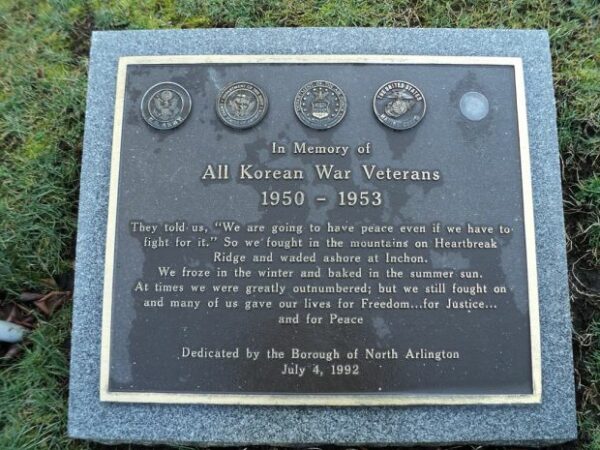 U.S. ARMY
THE UNITED STATES
In Memory of
All Korean War Veterans
1950 - 1953
They told us, "We are going to have peace even if we have to
fight for it." So we fought in the mountains on Heartbreak
Ridge and waded ashore at Inchon.
We froze in the winter and baked in the summer sun.
At times we were greatly outnumbered; but we still fought on
and many of us gave our lives for Freedom...for Justice...
and for Peace
Dedicated by the Borough of North Arlington
July 4, 1992